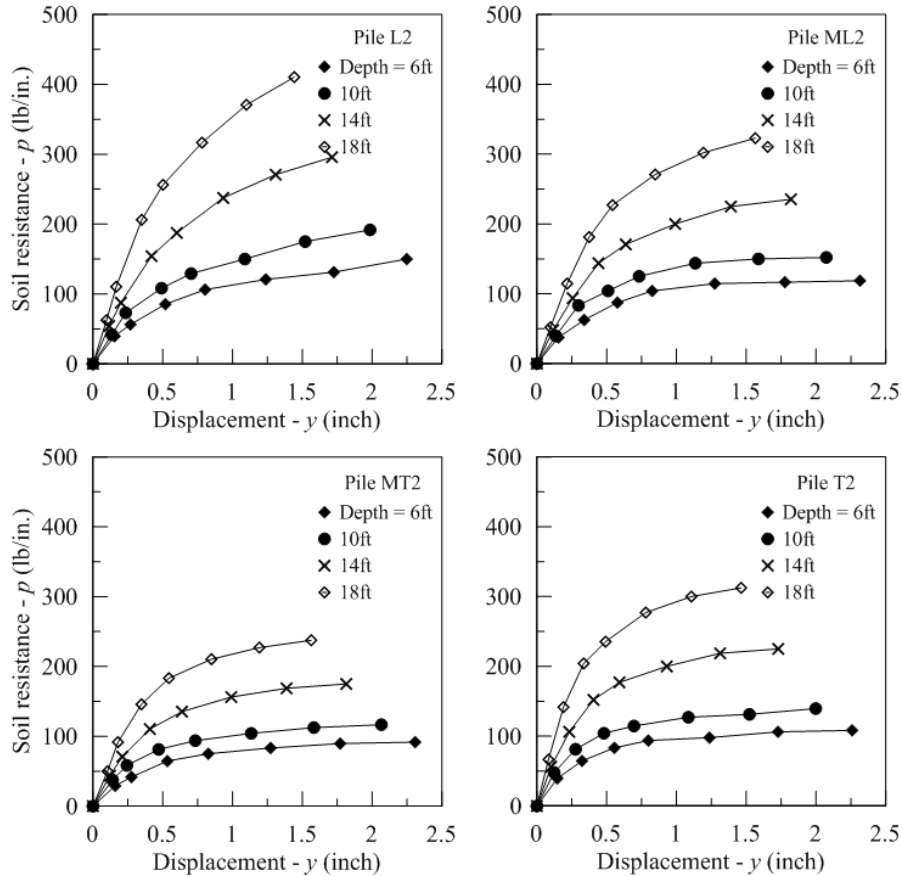 500
400
300
200
100
0
Soil resistance - p (lb/in.)
Pile L2
Depth = 6ft
10ft
14ft
18ft
0 0.5 1 1.5 2 2.5
Displacement - y (inch)
500
400
300
200
100
0
Pile ML2
Depth = 6ft
10ft
14ft
18ft
0 0.5 1 1.5 2 2.5
Displacement - y (inch)
500
400
300
200
100
0
Soil resistance - p (lb/in.)
Pile MT2
Depth = 6ft
10ft
14ft
18ft
0 0.5 1 1.5 2 2.5
Displacement - y (inch)
500
400
300
200
100
0
Pile T2
Depth = 6ft
10ft
14ft
18ft
0 0.5 1 1.5 2 2.5
Displacement - y (inch)